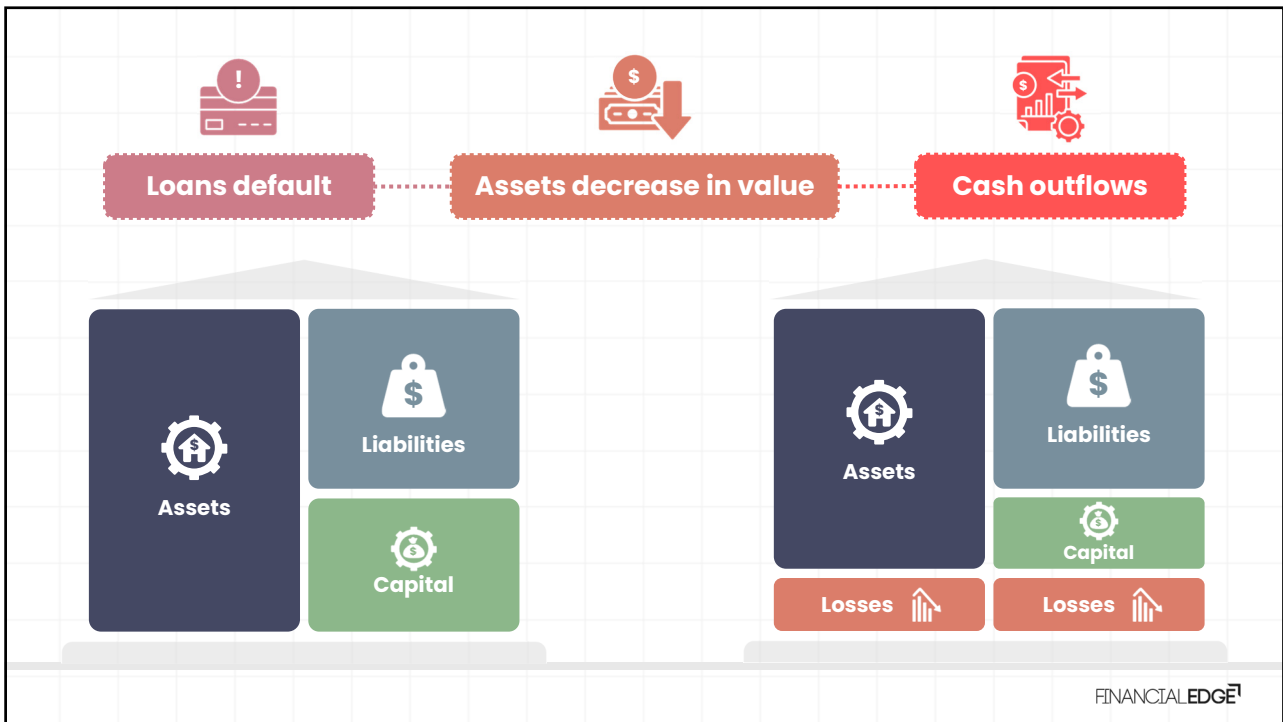 Loans default
Assets decrease in value
Cash outflows
Assets
Liabilities
Capital
Assets
Liabilities
Capital
Losses
Losses
FINANCIALEDGE